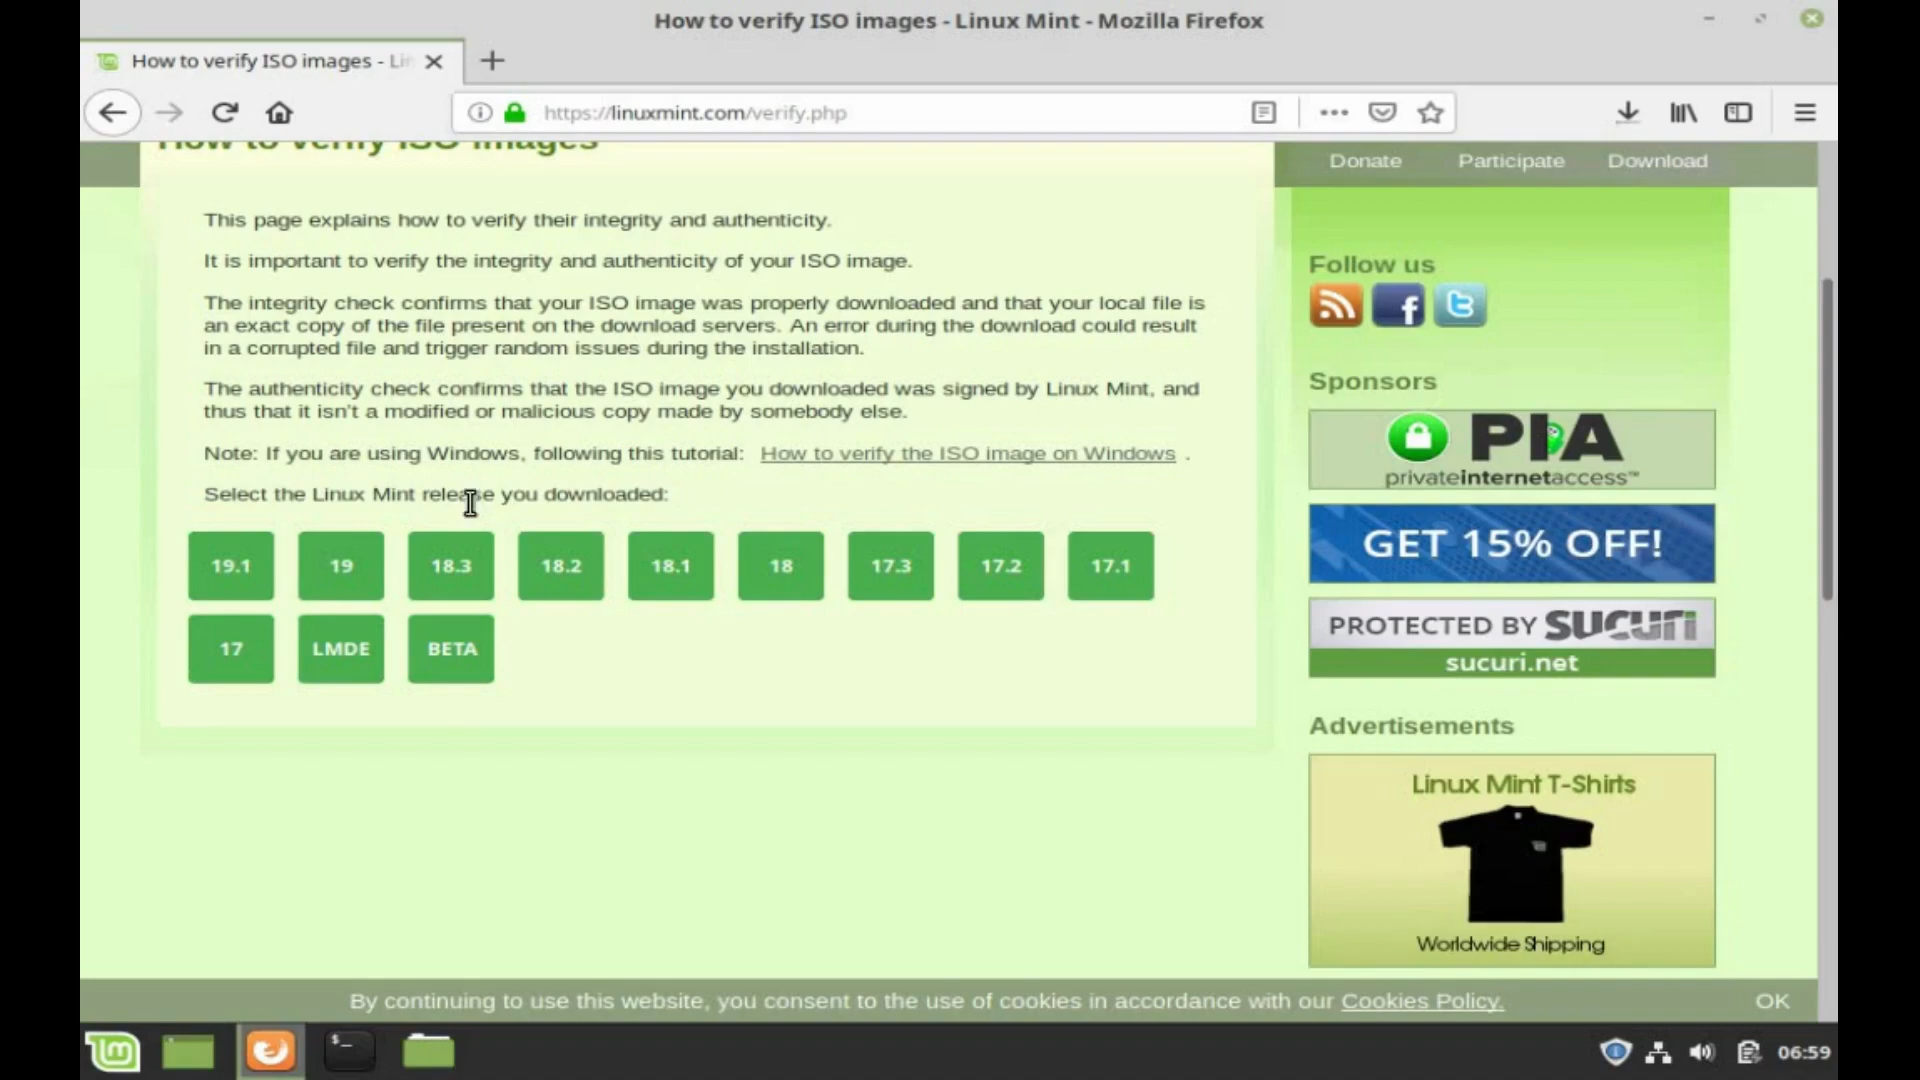 How to verify ISO images - Linux Mint - Mozilla Firefox
How to verify ISO images - Lin
https://linuxmint.com/verify.php
How to verify ISO images
Donate Participate Download
This page explains how to verify their integrity and authenticity.
It is important to verify the integrity and authenticity of your ISO image.
The integrity check confirms that your ISO image was properly downloaded and that your local file is
an exact copy of the file present on the download servers. An error during the download could result
in a corrupted file and trigger random issues during the installation.
The authenticity check confirms that the ISO image you downloaded was signed by Linux Mint, and
thus that it isn't a modified or malicious copy made by somebody else.
Note: If you are using Windows, following this tutorial: How to verify the ISO image on Windows .
Select the Linux Mint release you downloaded:
19.1 19 18.3 18.2 18.1 18 17.3 17.2 17.1
17 LMDE BETA
Follow us
Sponsors
PIA
privateinternetaccess™
GET 15% OFF!
PROTECTED BY SUCURI
sucuri.net
Advertisements
Linux Mint T-Shirts
Worldwide Shipping
By continuing to use this website, you consent to the use of cookies in accordance with our Cookies Policy. OK
$_
06:59